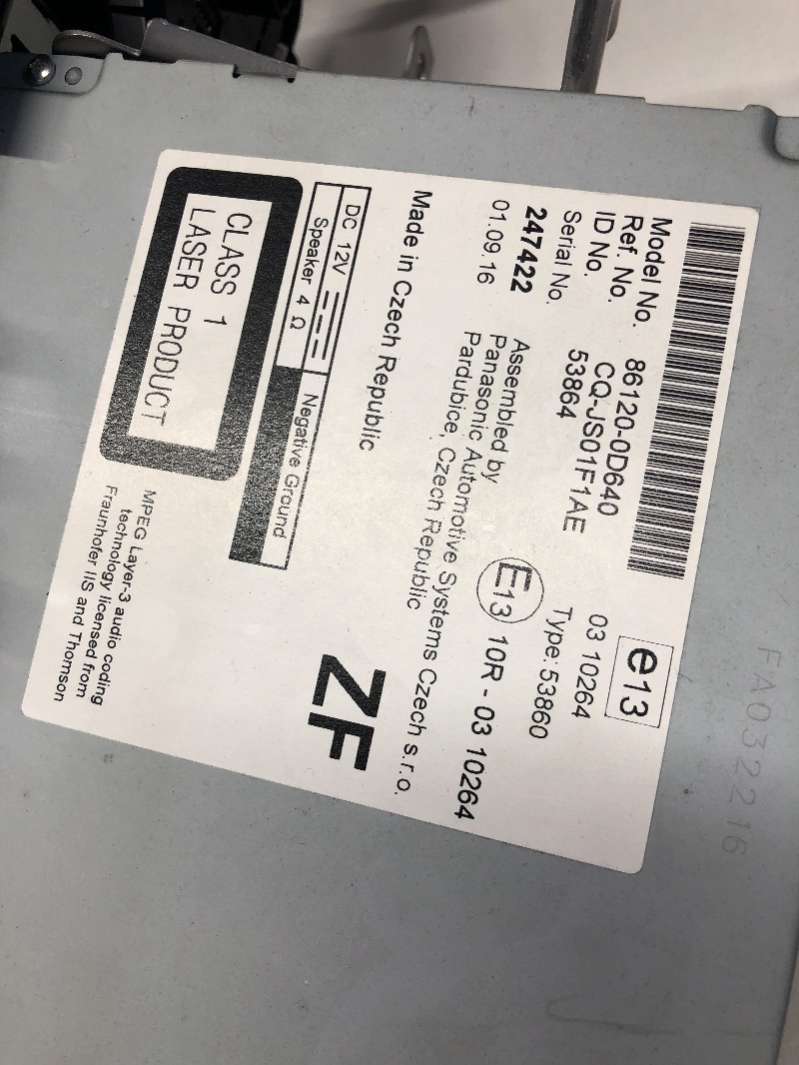 Model No. 86120-0D640
Ref. No. CQ-JS01F1AE
ID No. 53864
Serial No.
247422
01.09.16
e13
03 10264
Type: 53860
E13 10R - 03 10264
Assembled by
Panasonic Automotive Systems Czech s.r.o.
Pardubice, Czech Republic
Made in Czech Republic
ZF
DC 12V
Negative Ground
Speaker 4 Ω
CLASS 1
LASER PRODUCT
MPEG Layer-3 audio coding
technology licensed from
Fraunhofer IIS and Thomson
FA032216